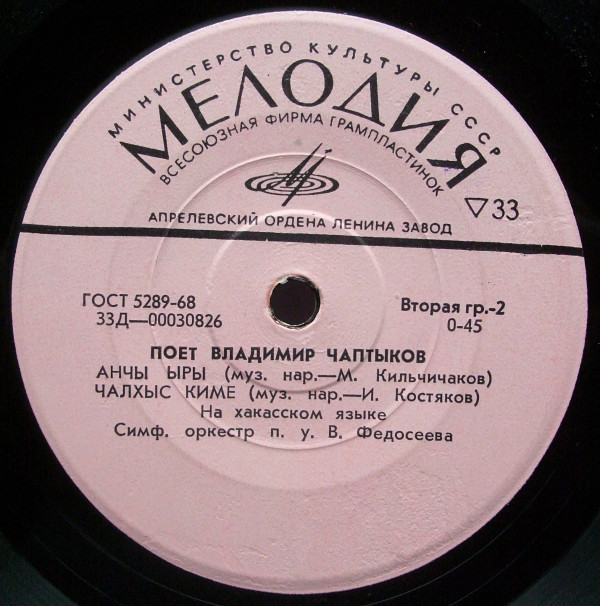 МИНИСТЕРСТВО КУЛЬТУРЫ СССР
МЕЛОДИЯ
ВСЕСОЮЗНАЯ ФИРМА ГРАМПЛАСТИНОК
▽33
АПРЕЛЕВСКИЙ ОРДЕНА ЛЕНИНА ЗАВОД
ГОСТ 5289-68 Вторая гр.-2
33Д—00030826 0-45
ПОЕТ ВЛАДИМИР ЧАПТЫКОВ
АНЧЫ ЫРЫ (муз. нар.—М. Кильчичаков)
ЧАЛХЫС КИМЕ (муз. нар.—И. Костяков)
На хакасском языке
Симф. оркестр п. у. В. Федосеева